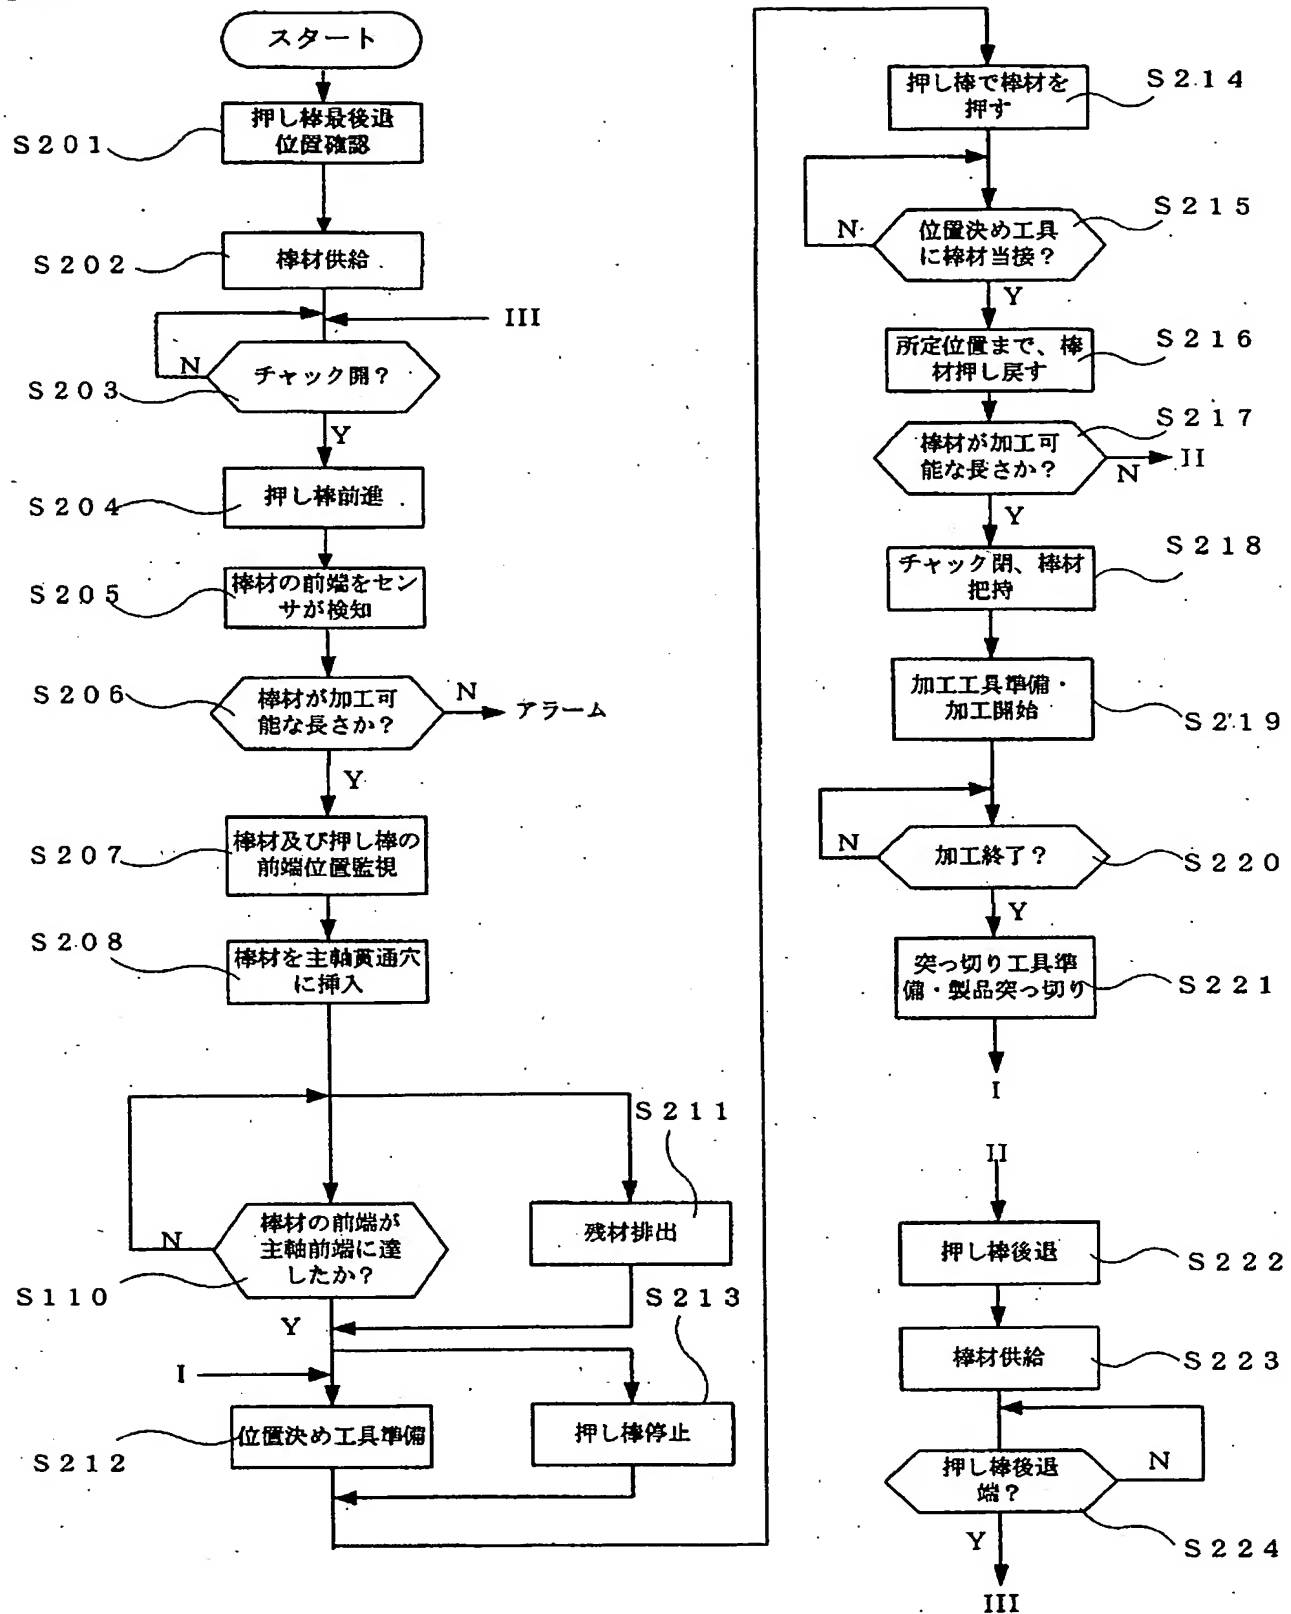 スタート
S201
押し棒最後退
位置確認
S202
棒材供給
III
N
チャック開?
S203
Y
S204
押し棒前進
S205
棒材の前端をセン
サが検知
S206
棒材が加工可
能な長さか?
N
アラーム
Y
S207
棒材及び押し棒の
前端位置監視
S208
棒材を主軸貫通穴
に挿入
S211
N
棒材の前端が
主軸前端に達
したか?
残材排出
S110
Y
S213
I
位置決め工具準備
押し棒停止
S212
押し棒で棒材を
押す
S214
S215
N
位置決め工具
に棒材当接?
Y
所定位置まで、棒
材押し戻す
S216
S217
棒材が加工可
能な長さか?
N
II
Y
S218
チャック閉、棒材
把持
加工工具準備・
加工開始
S219
N
加工終了?
S220
Y
突っ切り工具準
備・製品突っ切り
S221
I
II
押し棒後退
S222
棒材供給
S223
押し棒後退
端?
N
Y
S224
III